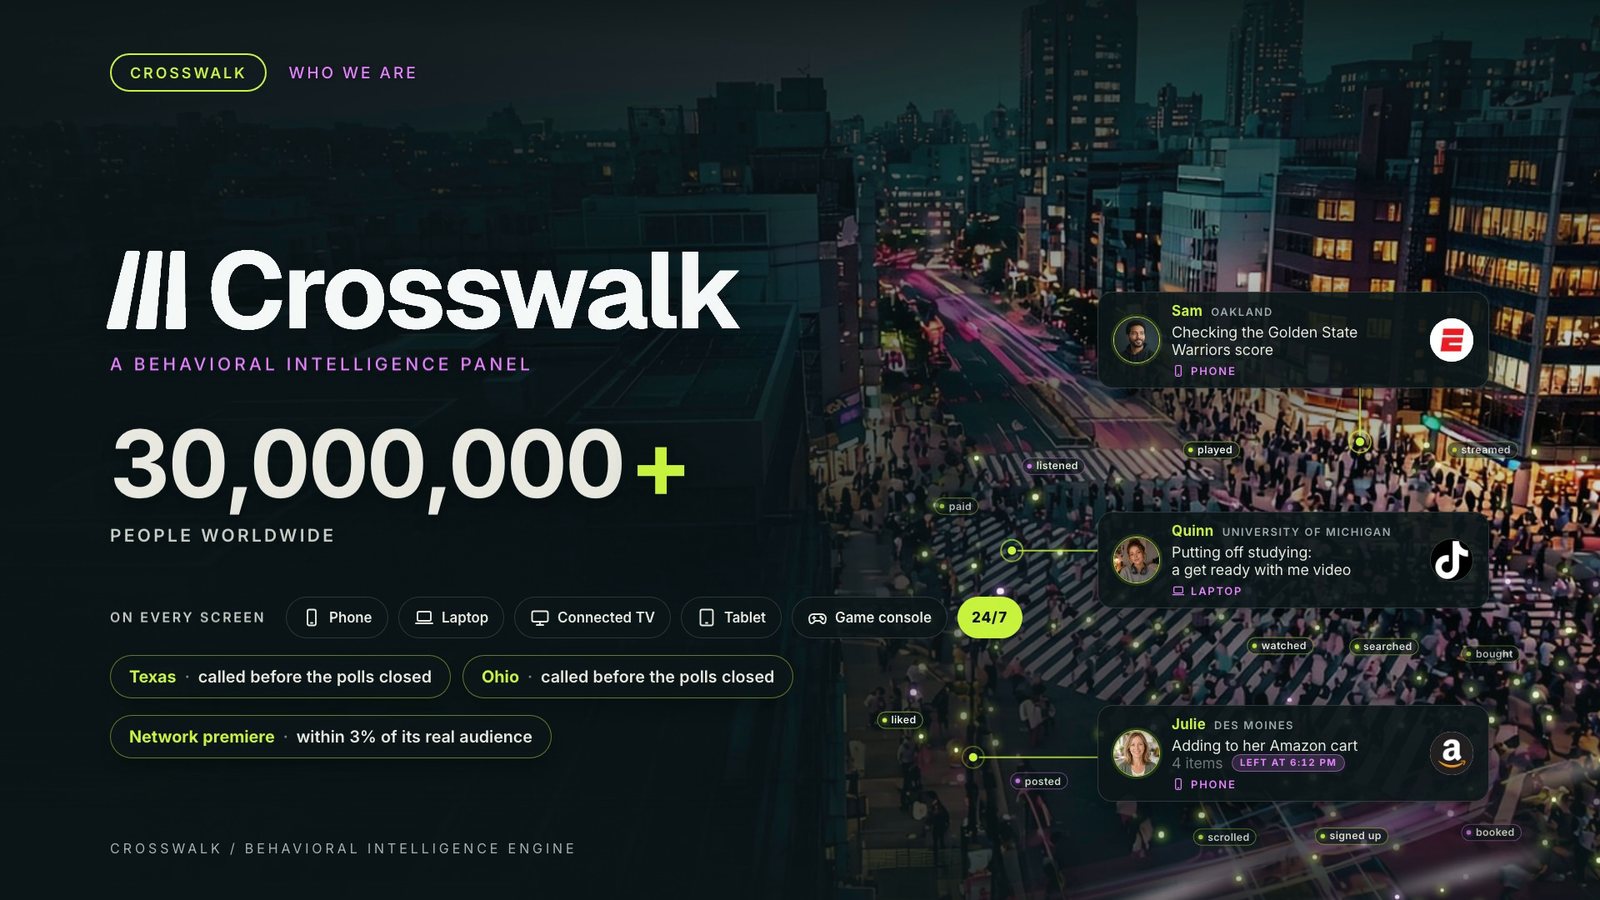 CROSSWALK
WHO WE ARE
Crosswalk
A BEHAVIORAL INTELLIGENCE PANEL
30,000,000+
PEOPLE WORLDWIDE
ON EVERY SCREEN
Phone
Laptop
Connected TV
Tablet
Game console
24/7
Texas · called before the polls closed
Ohio · called before the polls closed
Network premiere · within 3% of its real audience
CROSSWALK / BEHAVIORAL INTELLIGENCE ENGINE
Sam OAKLAND
Checking the Golden State
Warriors score
PHONE
played
streamed
listened
paid
Quinn UNIVERSITY OF MICHIGAN
Putting off studying:
a get ready with me video
LAPTOP
watched
searched
bought
liked
Julie DES MOINES
Adding to her Amazon cart
4 items LEFT AT 6:12 PM
PHONE
posted
scrolled
signed up
booked